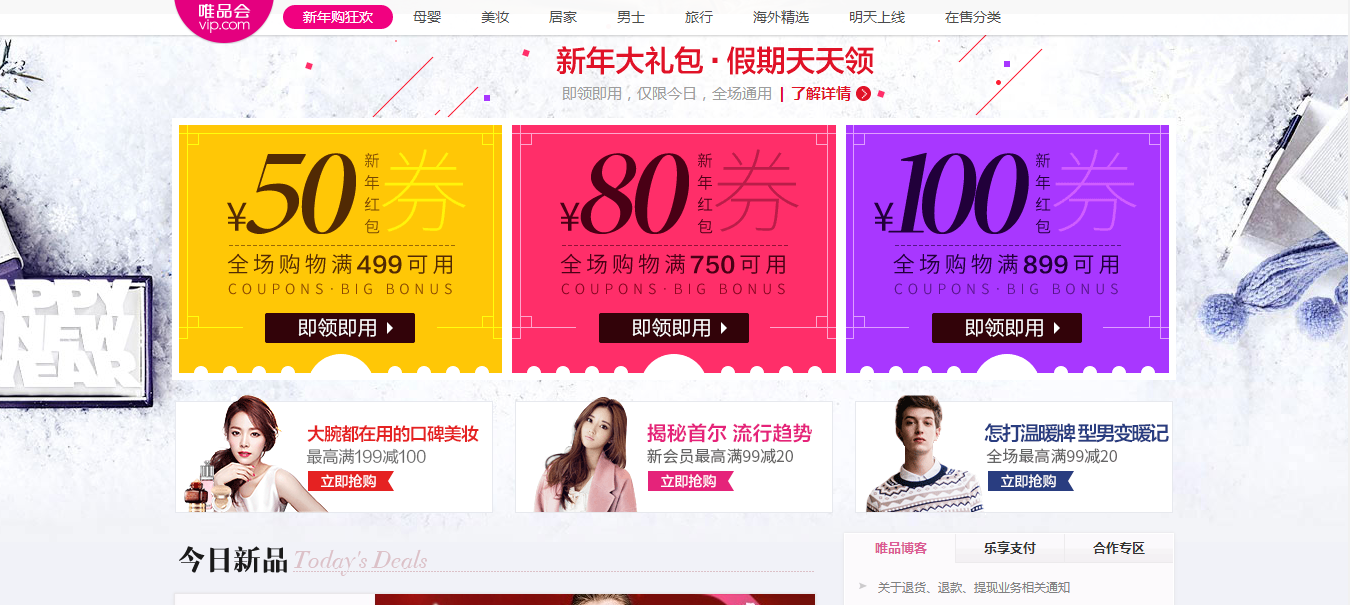 唯品会
vip.com
新年购狂欢 母婴 美妆 居家 男士 旅行 海外精选 明天上线 在售分类
新年大礼包·假期天天领
即领即用，仅限今日，全场通用 | 了解详情
¥50 新年红包 券
全场购物满499可用
COUPONS·BIG BONUS
即领即用
¥80 新年红包 券
全场购物满750可用
COUPONS·BIG BONUS
即领即用
¥100 新年红包 券
全场购物满899可用
COUPONS·BIG BONUS
即领即用
HAPPY
NEW
YEAR
大腕都在用的口碑美妆
最高满199减100
立即抢购
揭秘首尔 流行趋势
新会员最高满99减20
立即抢购
怎打温暖牌 型男变暖记
全场最高满99减20
立即抢购
今日新品 Today's Deals
唯品博客 乐享支付 合作专区
关于退货、退款、提现业务相关通知